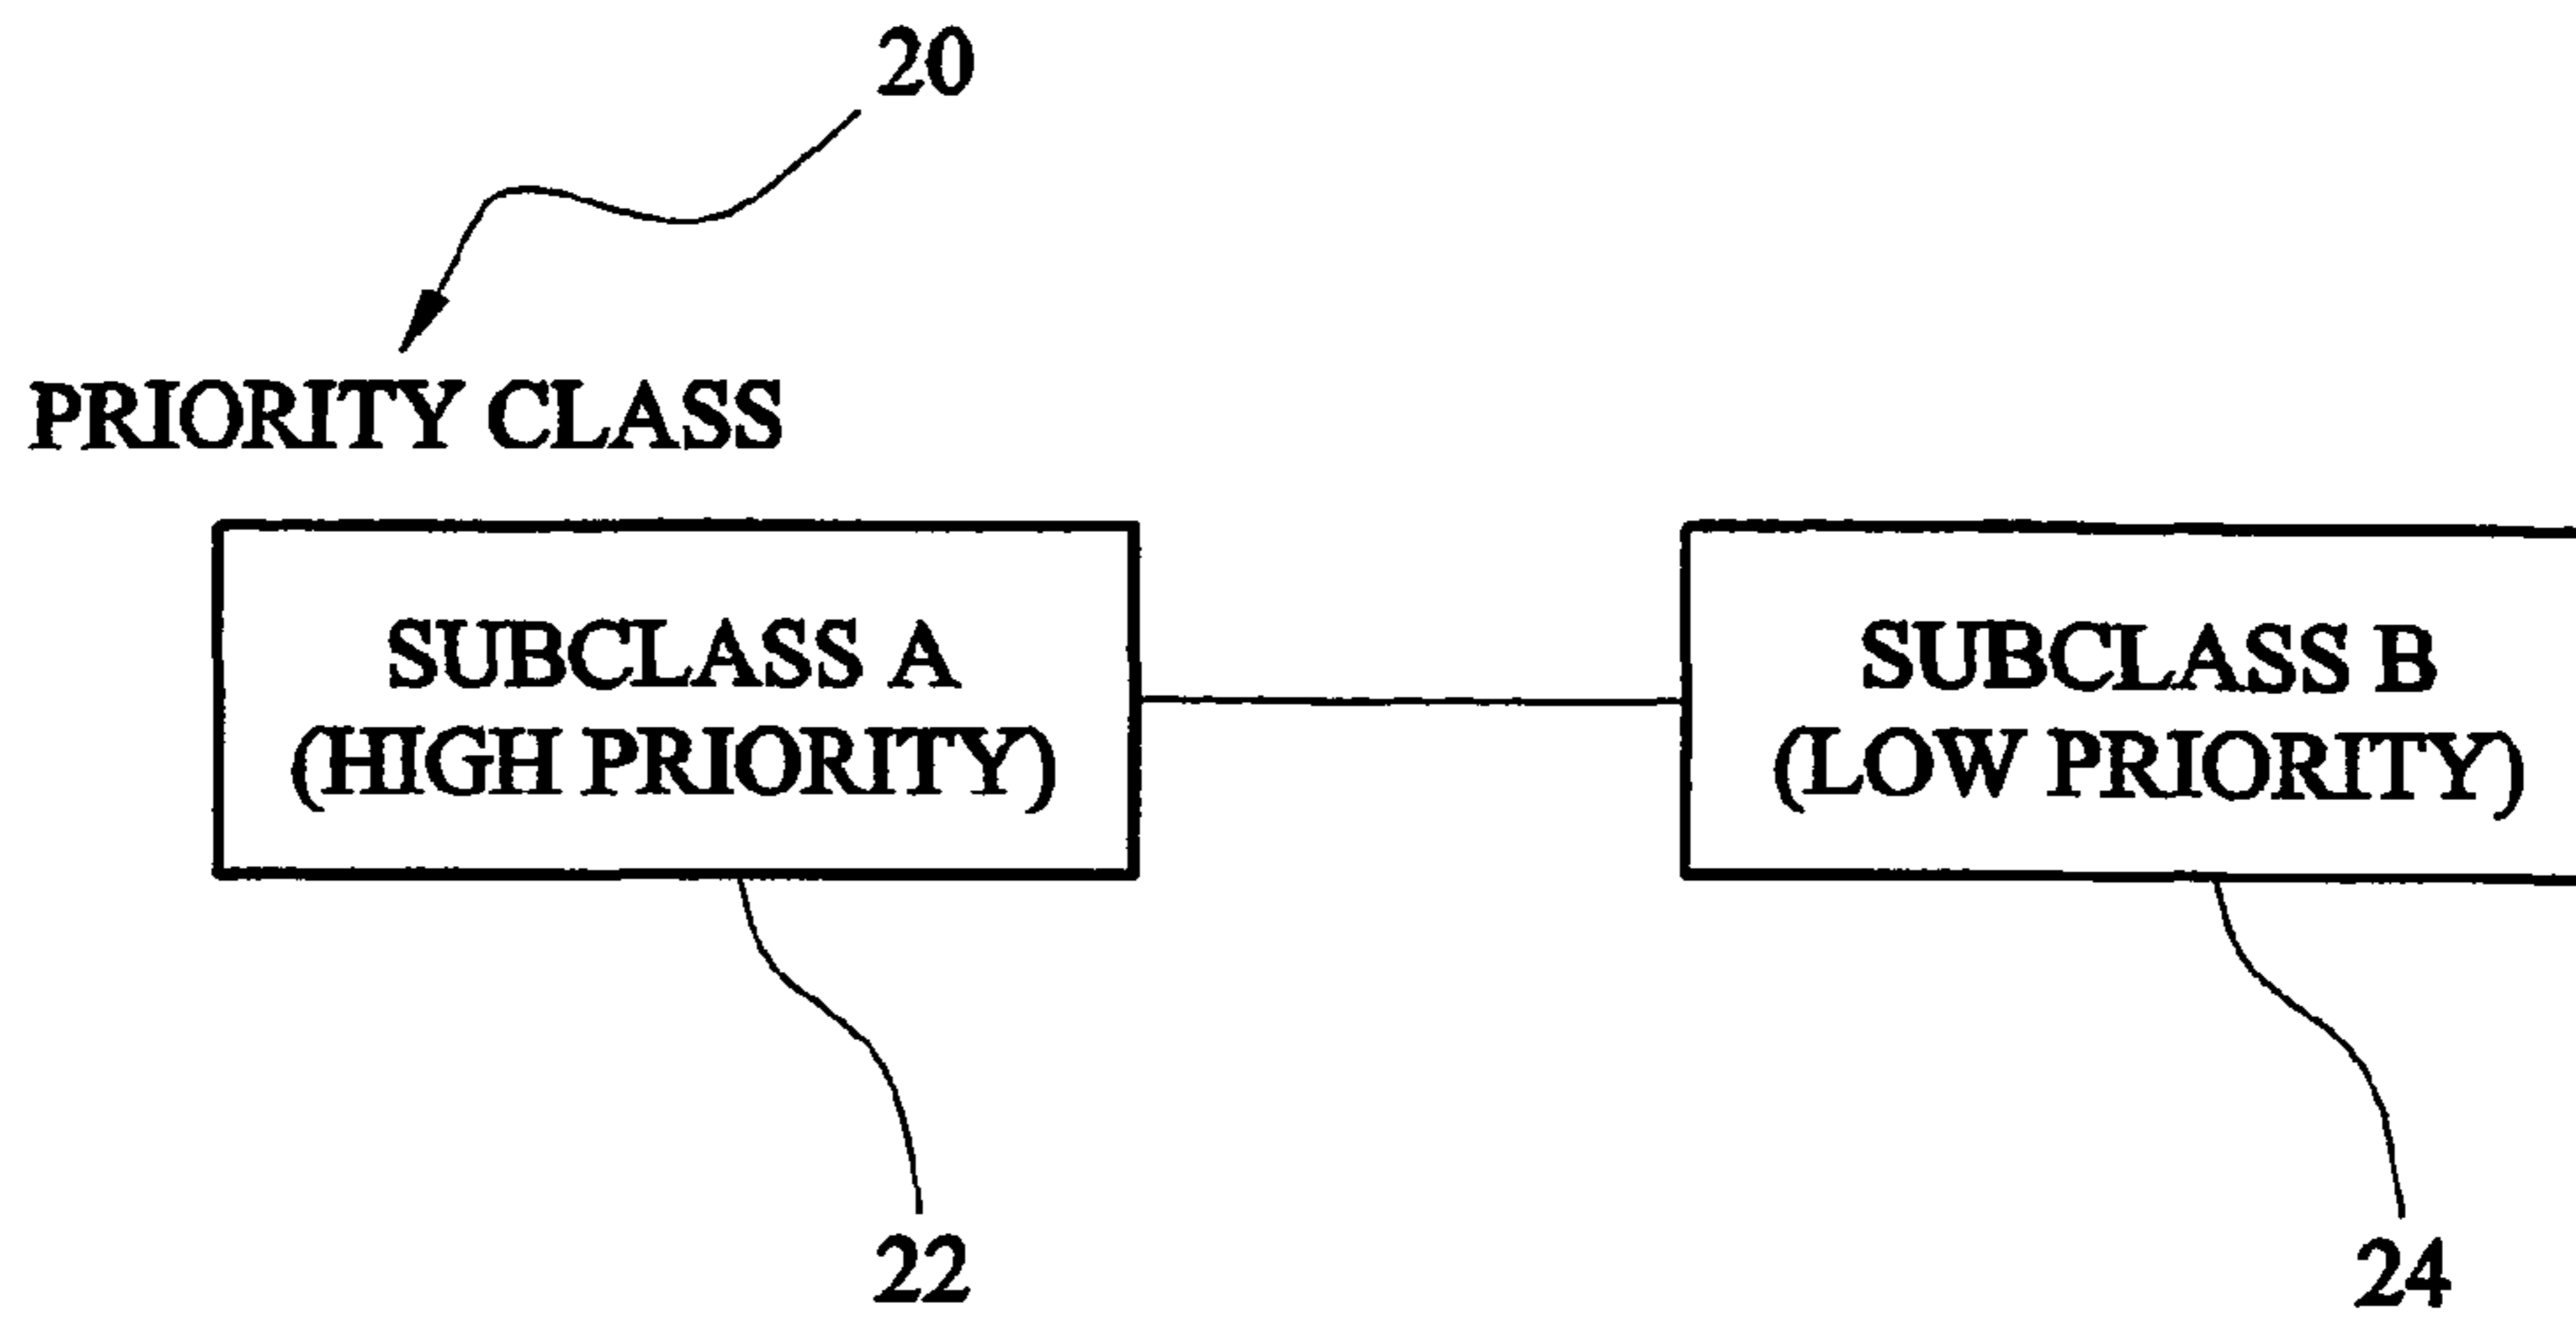 20
PRIORITY CLASS
SUBCLASS A
(HIGH PRIORITY)
SUBCLASS B
(LOW PRIORITY)
22
24